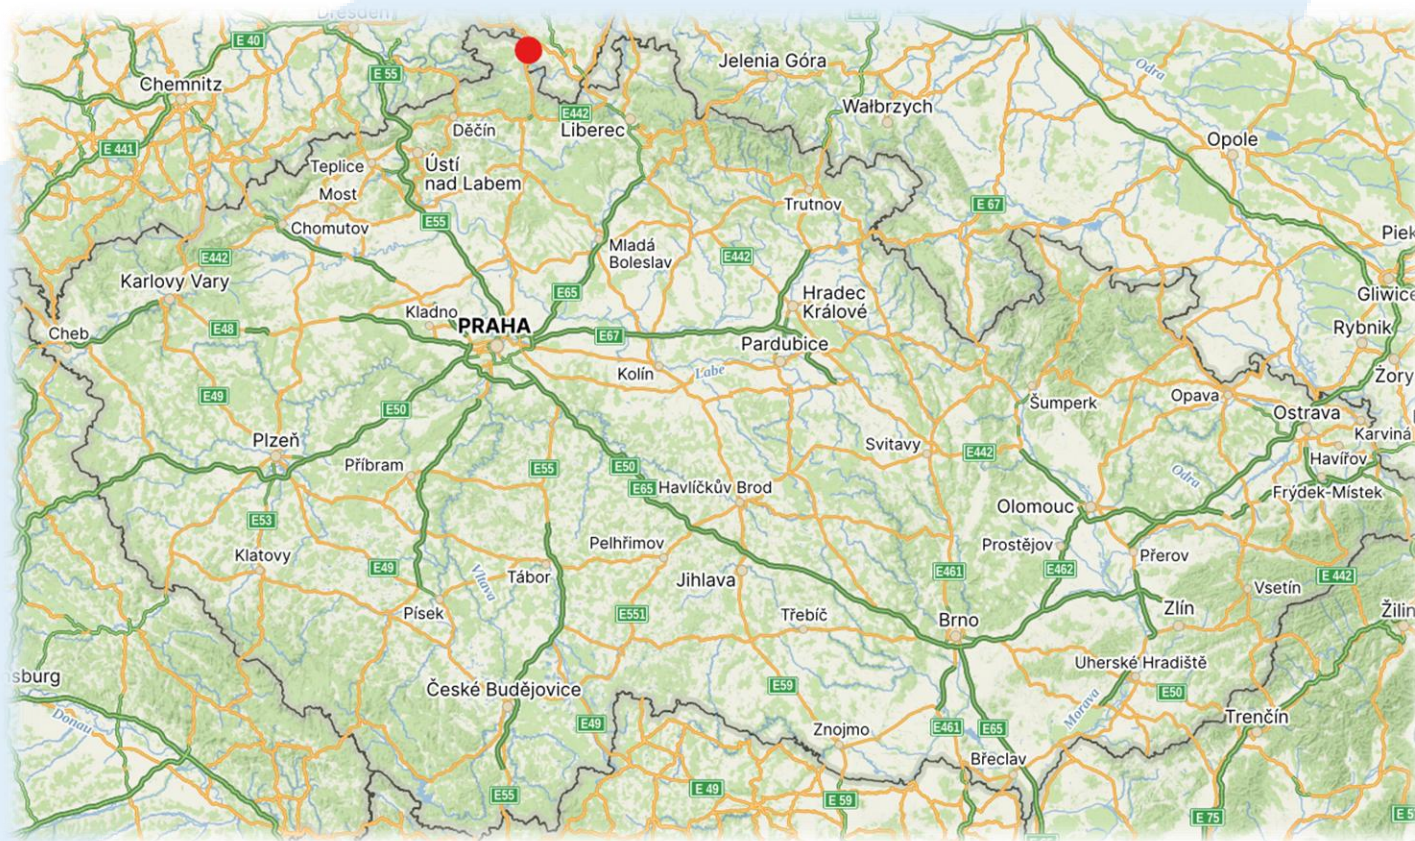 Dresden
E 40
E 55
Chemnitz
Jelenia Góra
Odra
Wałbrzych
E442
Liberec
Děčín
E 441
Opole
Teplice
Ústí
nad Labem
Most
Trutnov
E 67
Chomutov
E55
Mladá
Boleslav
E442
E442
Karlovy Vary
Gliwice
E65
Hradec
Králové
Kladno
PRAHA
Cheb
E48
E67
Rybnik
Pardubice
Kolín
Labe
Żory
E49
E50
Šumperk
Opava
Ostrava
Plzeň
Svitavy
E442
Karviná
Příbram
E55
E50
Havířov
E65
Havlíčkův Brod
Odra
Frýdek-Místek
Olomouc
E53
Klatovy
Pelhřimov
Prostějov
Přerov
E49
Vltava
Tábor
Jihlava
E461
E462
E 442
Vsetín
Písek
E551
Třebíč
Brno
Zlín
nsburg
České Budějovice
E59
Uherské Hradiště
E50
Donau
E49
Znojmo
E461
E65
Morava
Trenčín
Břeclav
E55
E 49
E 59
E 75